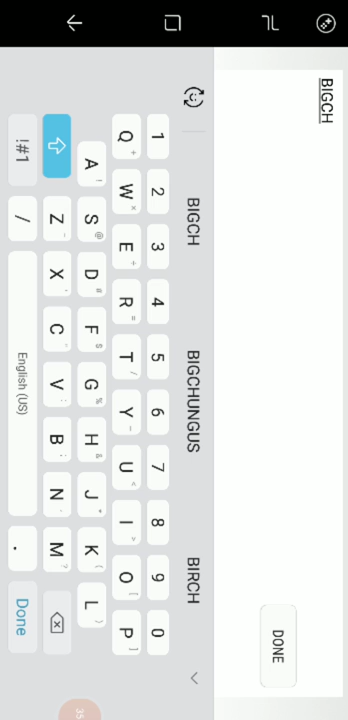 BIGCH
DONE
BIGCH BIGCHUNGUS BIRCH
1 2 3 4 5 6 7 8 9 0
Q W E R T Y U I O P
A S D F G H J K L
Z X C V B N M
!#1 / English (US) . Done
35